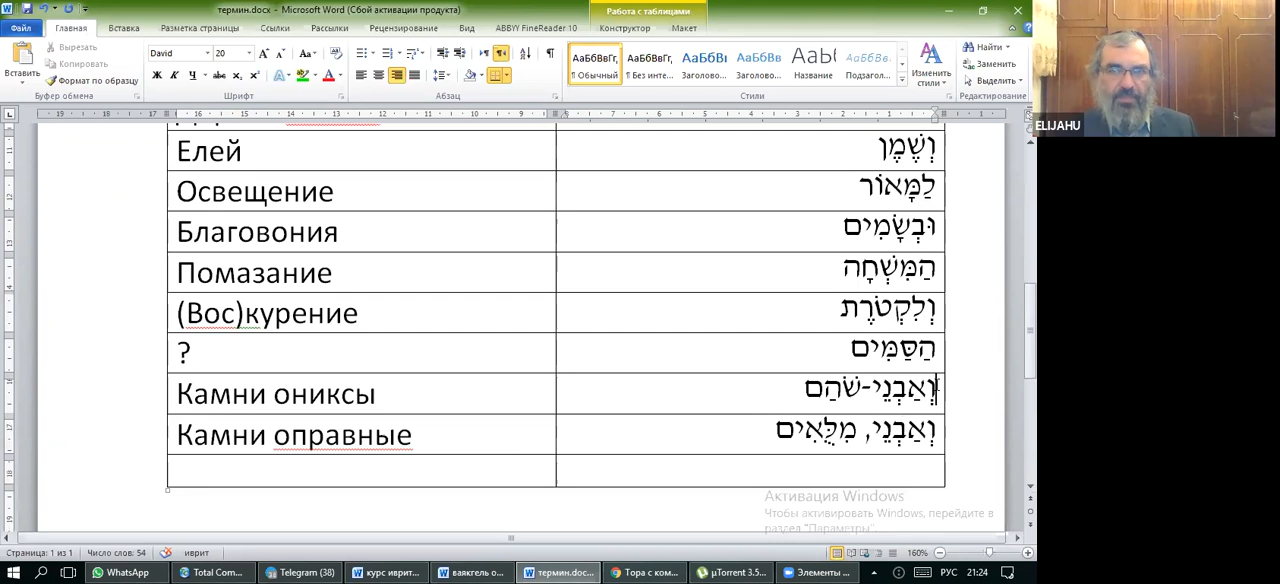 термин.docx - Microsoft Word (Сбой активации продукта)
Работа с таблицами
Файл Главная Вставка Разметка страницы Ссылки Рассылки Рецензирование Вид ABBYY FineReader 10 Конструктор Макет
Вставить
Вырезать
Копировать
Формат по образцу
Буфер обмена
David 20
Шрифт
Абзац
АаБбВвГг, АаБбВвГг, АаБбВв АаБбВв АаБб АаБбВв.
¶ Обычный ¶ Без инте... Заголово... Заголово... Название Подзагол...
Изменить стили
Стили
Найти
Заменить
Выделить
Редактирование
ELIJAHU
Елей וְשֶׁמֶן
Освещение לַמָּאוֹר
Благовония וּבְשָׂמִים
Помазание הַמִּשְׁחָה
(Вос)курение וְלִקְטֹרֶת
? הַסַּמִּים
Камни ониксы וְאַבְנֵי-שֹׁהַם
Камни оправные וְאַבְנֵי, מִלֻּאִים
Активация Windows
Чтобы активировать Windows, перейдите в
раздел "Параметры".
Страница: 1 из 1 Число слов: 54 иврит 160%
WhatsApp Total Com... Telegram (38) курс иврит... ваякгель о... термин.doc... Тора с ком... µTorrent 3.5... Элементы ... РУС 21:24